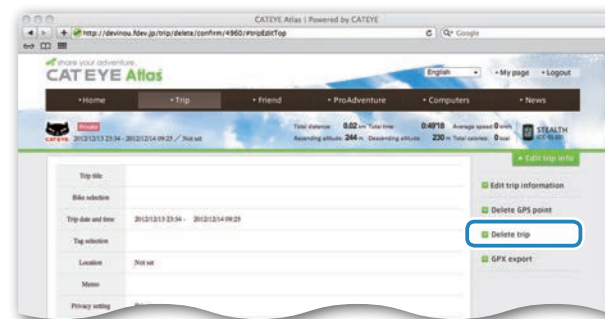 CATEYE Atlas | Powered by CATEYE
http://devinou.fdev.jp/trip/delete/confirm/4960/#tripEditTop
Google
share your adventure.
CATEYE Atlas
English
My page
Logout
Home
Trip
Friend
ProAdventure
Computers
News
CATEYE
Private
2012/12/13 23:34 - 2012/12/14 09:23 / Not set
Total distance 0.02 km Total time 0:49'18 Average speed 0 km/h
Ascending altitude 244 m Descending altitude 230 m Total calories 0 kcal
STEALTH
Edit trip info
Trip title
Bike selection
Trip date and time 2012/12/13 23:34 - 2012/12/14 09:23
Tag selection
Location Not set
Memo
Privacy setting
Edit trip information
Delete GPS point
Delete trip
GPX export